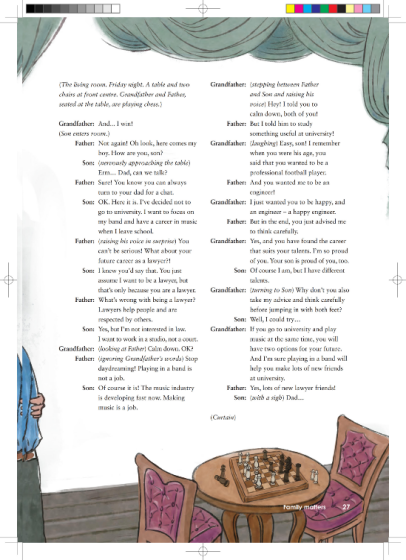 (The living room. Friday night. A table and two
chairs at front centre. Grandfather and Father,
seated at the table, are playing chess.)
Grandfather: And... I win!
(Son enters room.)
Father: Not again! Oh look, here comes my
boy. How are you, son?
Son: (nervously approaching the table)
Erm... Dad, can we talk?
Father: Sure! You know you can always
turn to your dad for a chat.
Son: OK. Here it is. I've decided not to
go to university. I want to focus on
my band and have a career in music
when I leave school.
Father: (raising his voice in surprise) You
can't be serious! What about your
future career as a lawyer?!
Son: I knew you'd say that. You just
assume I want to be a lawyer, but
that's only because you are a lawyer.
Father: What's wrong with being a lawyer?
Lawyers help people and are
respected by others.
Son: Yes, but I'm not interested in law.
I want to work in a studio, not a court.
Grandfather: (looking at Father) Calm down. OK?
Father: (ignoring Grandfather's words) Stop
daydreaming! Playing in a band is
not a job.
Son: Of course it is! The music industry
is developing fast now. Making
music is a job.
Grandfather: (stepping between Father
and Son and raising his
voice) Hey! I told you to
calm down, both of you!
Father: But I told him to study
something useful at university!
Grandfather: (laughing) Easy, son! I remember
when you were his age, you
said that you wanted to be a
professional football player.
Father: And you wanted me to be an
engineer!
Grandfather: I just wanted you to be happy, and
an engineer – a happy engineer.
Father: But in the end, you just advised me
to think carefully.
Grandfather: Yes, and you have found the career
that suits your talents. I'm so proud
of you. Your son is proud of you, too.
Son: Of course I am, but I have different
talents.
Grandfather: (turning to Son) Why don't you also
take my advice and think carefully
before jumping in with both feet?
Son: Well, I could try...
Grandfather: If you go to university and play
music at the same time, you will
have two options for your future.
And I'm sure playing in a band will
help you make lots of new friends
at university.
Father: Yes, lots of new lawyer friends!
Son: (with a sigh) Dad...
(Curtain)
Family matters 27